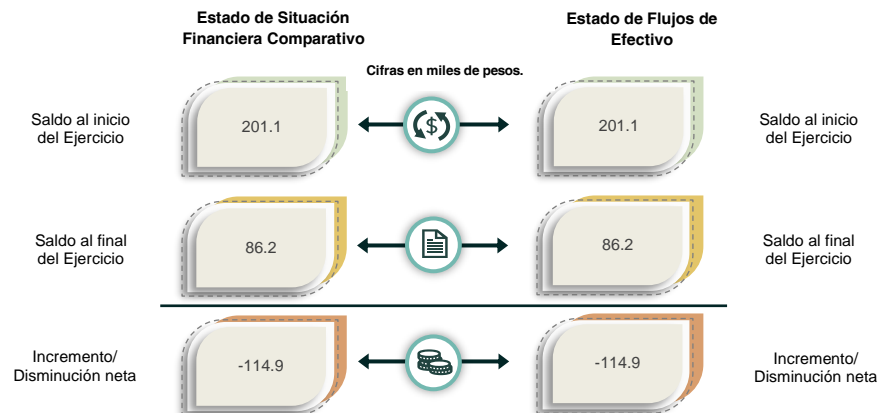 Estado de Situación
Financiera Comparativo
Estado de Flujos de
Efectivo
Cifras en miles de pesos.
Saldo al inicio
del Ejercicio
201.1
$
201.1
Saldo al inicio
del Ejercicio
Saldo al final
del Ejercicio
86.2
86.2
Saldo al final
del Ejercicio
Incremento/
Disminución neta
-114.9
-114.9
Incremento/
Disminución neta